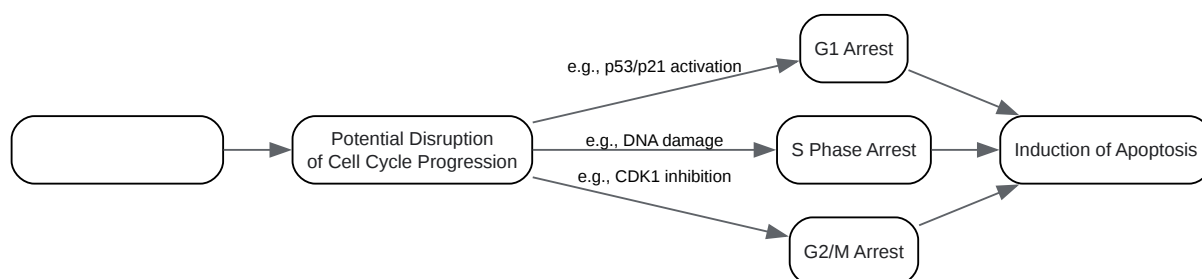 e.g., p53/p21 activation
G1 Arrest
Potential Disruption
of Cell Cycle Progression
e.g., DNA damage
S Phase Arrest
Induction of Apoptosis
e.g., CDK1 inhibition
G2/M Arrest